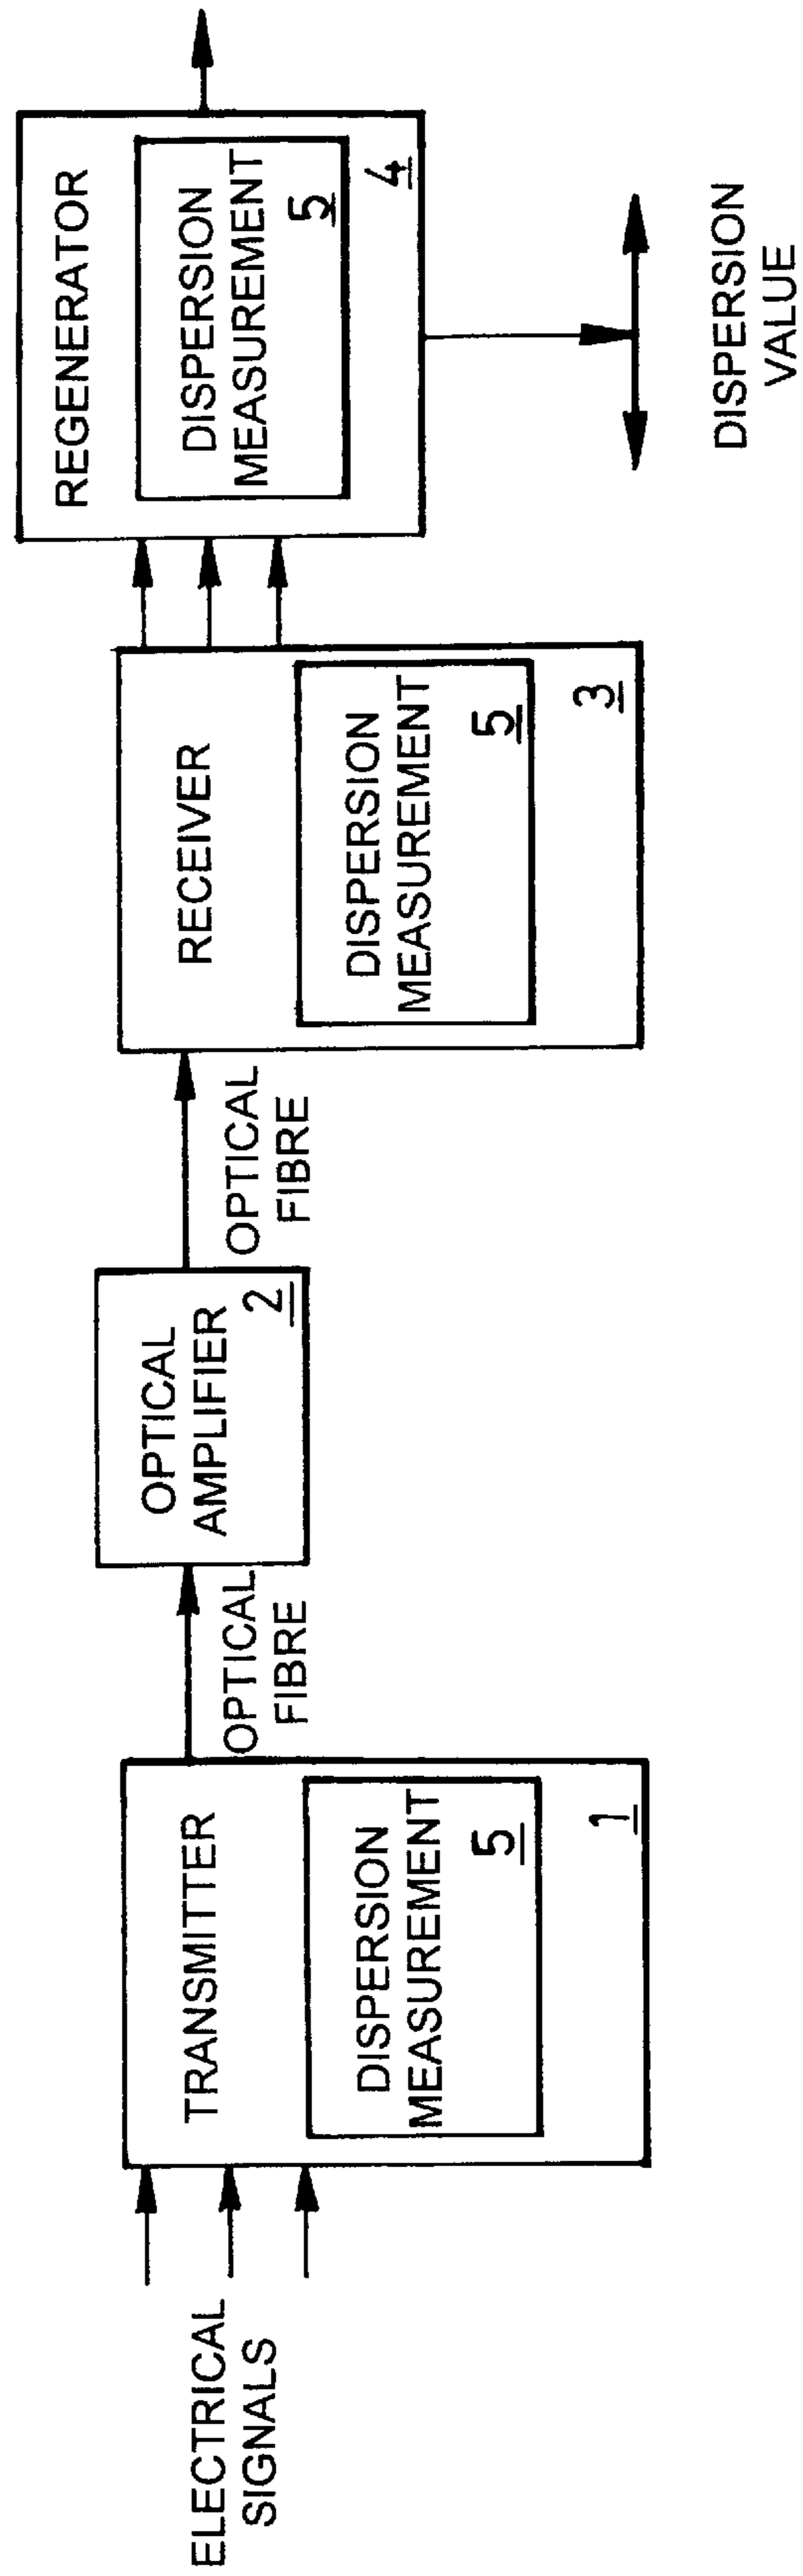 ELECTRICAL
SIGNALS
TRANSMITTER
DISPERSION
MEASUREMENT
5
1
OPTICAL
FIBRE
OPTICAL
AMPLIFIER
2
OPTICAL
FIBRE
RECEIVER
DISPERSION
MEASUREMENT
5
3
REGENERATOR
DISPERSION
MEASUREMENT
5
4
DISPERSION
VALUE